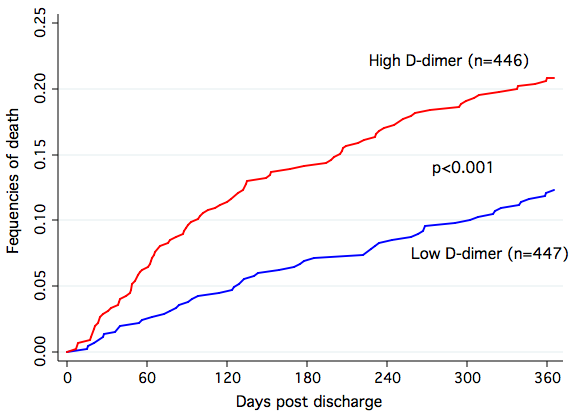 Fequencies of death
0.25
0.20
0.15
0.10
0.05
0.00
High D-dimer (n=446)
p<0.001
Low D-dimer (n=447)
0 60 120 180 240 300 360
Days post discharge